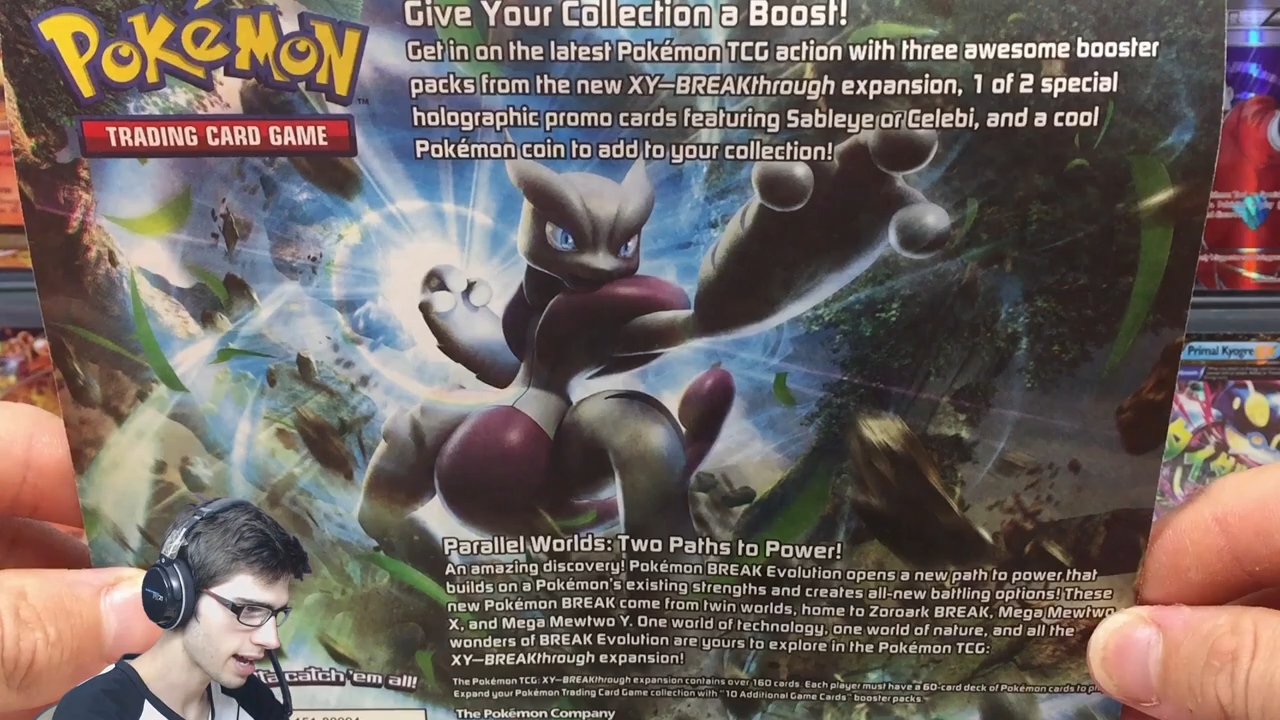 POKéMON
TM
TRADING CARD GAME
Give Your Collection a Boost!
Get in on the latest Pokémon TCG action with three awesome booster
packs from the new XY—BREAKthrough expansion, 1 of 2 special
holographic promo cards featuring Sableye or Celebi, and a cool
Pokémon coin to add to your collection!
Primal Kyogre
Parallel Worlds: Two Paths to Power!
An amazing discovery! Pokémon BREAK Evolution opens a new path to power that
builds on a Pokémon's existing strengths and creates all-new battling options! These
new Pokémon BREAK come from twin worlds, home to Zoroark BREAK, Mega Mewtwo
X, and Mega Mewtwo Y. One world of technology, one world of nature, and all the
wonders of BREAK Evolution are yours to explore in the Pokémon TCG:
XY—BREAKthrough expansion!
catch 'em all!
The Pokémon TCG: XY—BREAKthrough expansion contains over 160 cards. Each player must have a 60-card deck of Pokémon cards to
Expand your Pokémon Trading Card Game collection with "10 Additional Game Cards" booster packs.
The Pokémon Company